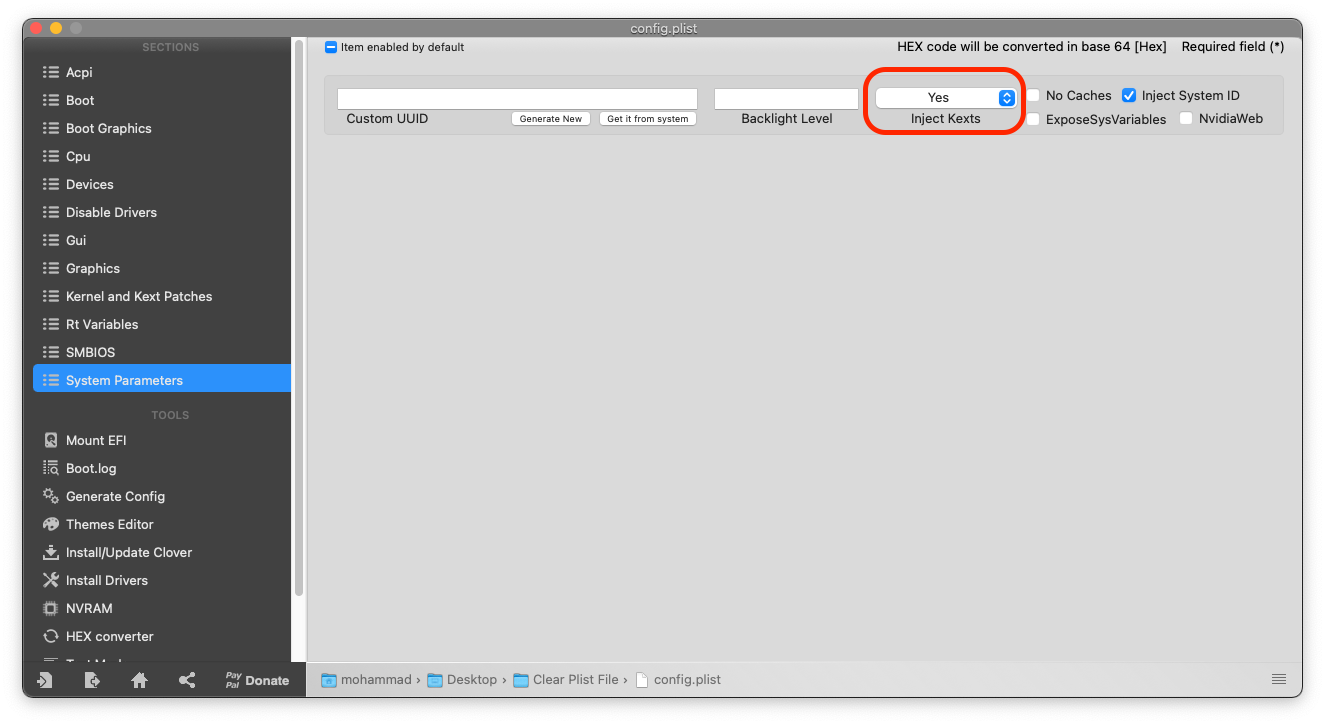 config.plist
SECTIONS
Acpi
Boot
Boot Graphics
Cpu
Devices
Disable Drivers
Gui
Graphics
Kernel and Kext Patches
Rt Variables
SMBIOS
System Parameters
TOOLS
Mount EFI
Boot.log
Generate Config
Themes Editor
Install/Update Clover
Install Drivers
NVRAM
HEX converter
Pay
Pal Donate
Item enabled by default
HEX code will be converted in base 64 [Hex] Required field (*)
Yes
No Caches Inject System ID
Custom UUID Generate New Get it from system Backlight Level Inject Kexts ExposeSysVariables NvidiaWeb
mohammad › Desktop › Clear Plist File › config.plist